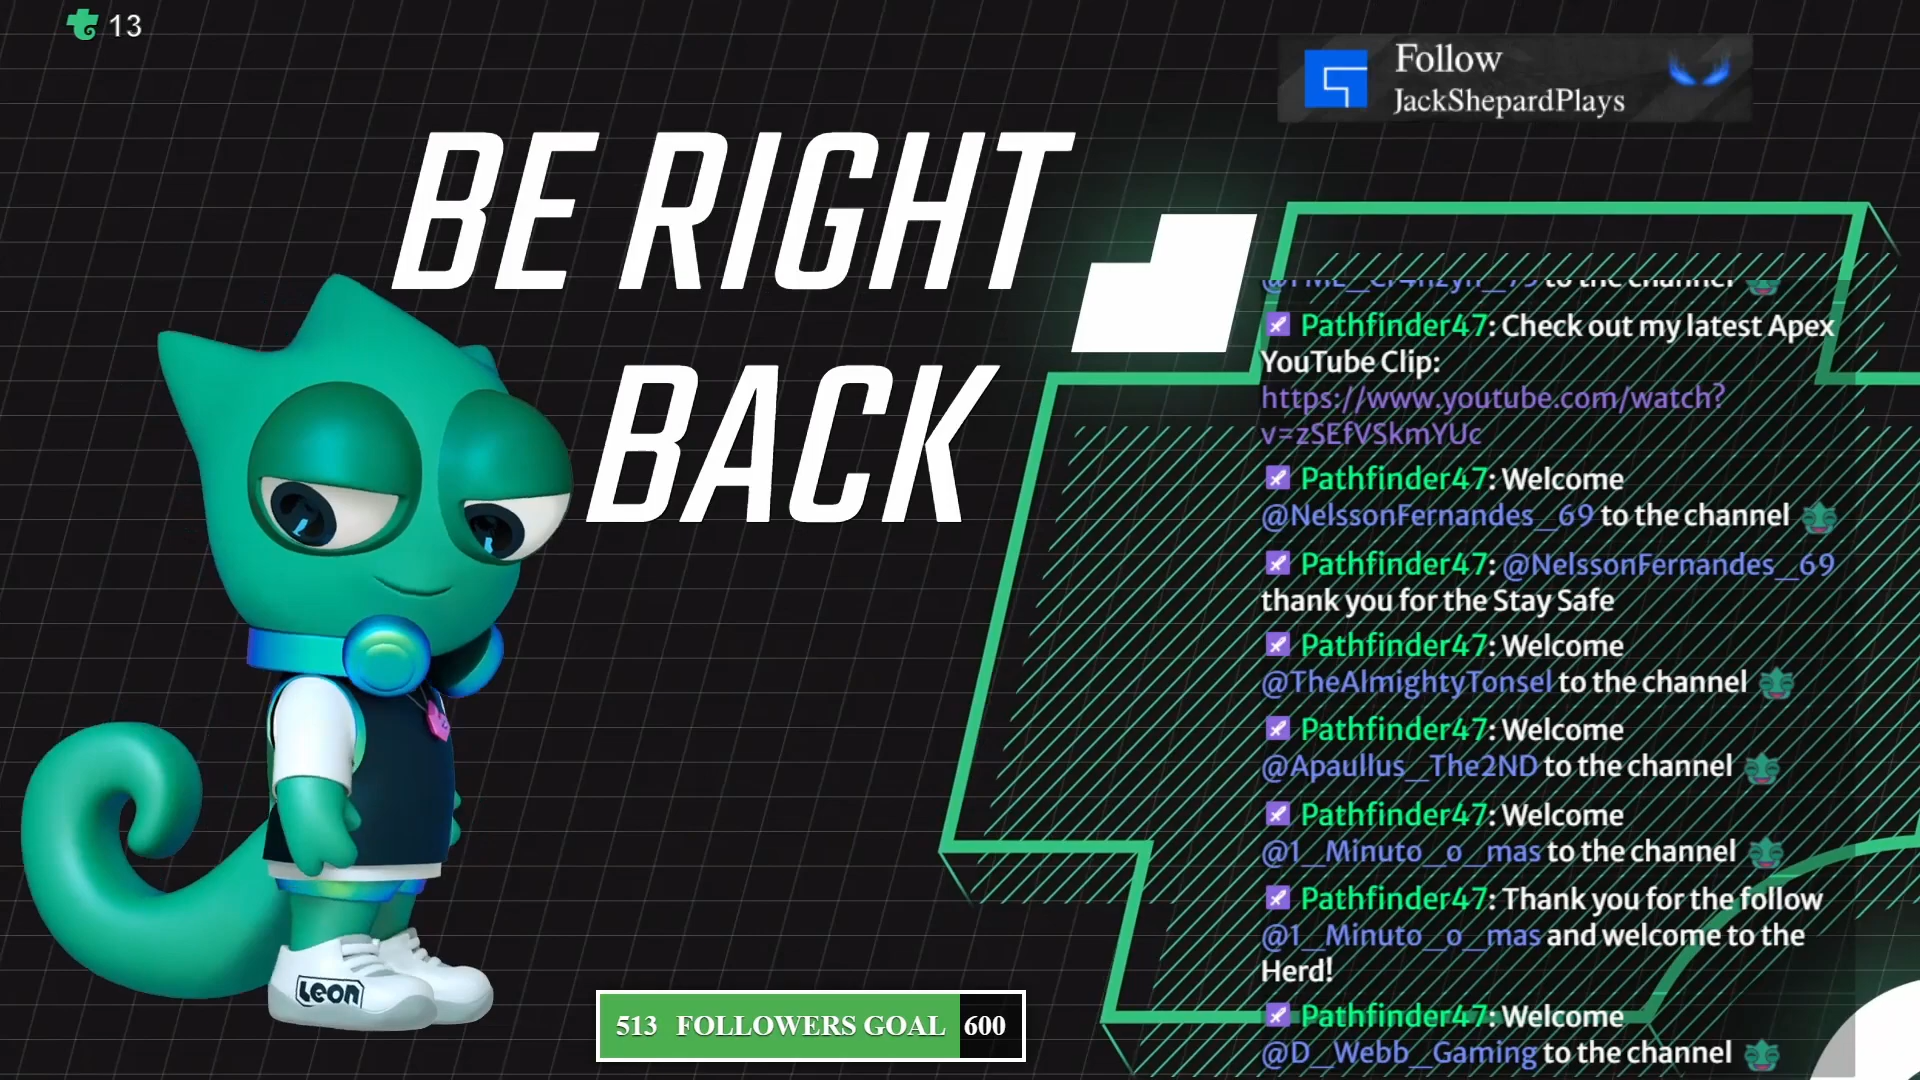 13
Follow
JackShepardPlays
BE RIGHT
BACK
to the channel
Pathfinder47: Check out my latest Apex
YouTube Clip:
https://www.youtube.com/watch?
v=zSEfVSkmYUc
Pathfinder47: Welcome
@NelssonFernandes_69 to the channel
Pathfinder47: @NelssonFernandes_69
thank you for the Stay Safe
Pathfinder47: Welcome
@TheAlmightyTonsel to the channel
Pathfinder47: Welcome
@Apaullus_The2ND to the channel
Pathfinder47: Welcome
@1_Minuto_o_mas to the channel
Pathfinder47: Thank you for the follow
@1_Minuto_o_mas and welcome to the
Herd!
Pathfinder47: Welcome
@D_Webb_Gaming to the channel
Leon
513 FOLLOWERS GOAL 600